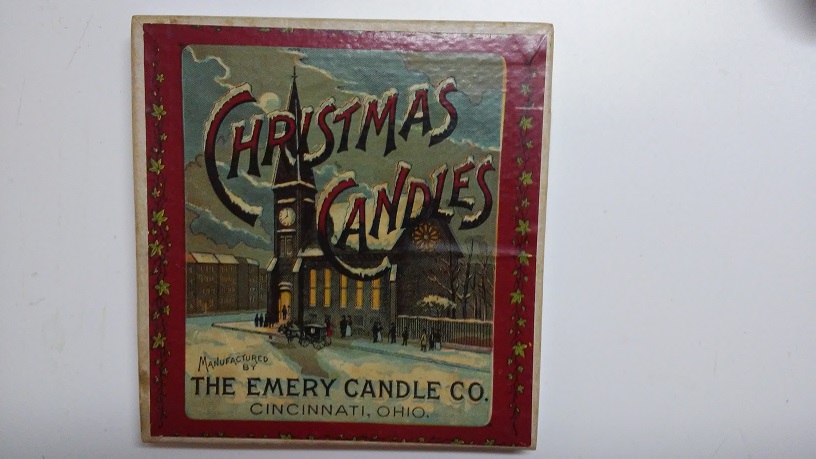 CHRISTMAS
CANDLES
MANUFACTURED
BY
THE EMERY CANDLE CO.
CINCINNATI, OHIO.